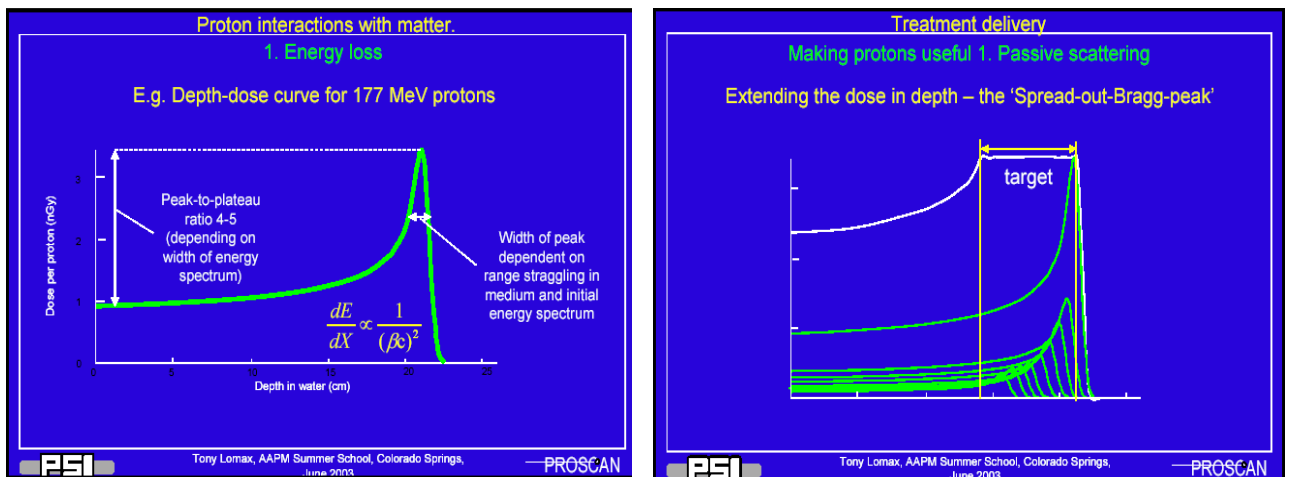 Proton interactions with matter.
1. Energy loss
E.g. Depth-dose curve for 177 MeV protons
Dose per proton (nGy)
3
2
1
0
Peak-to-plateau
ratio 4-5
(depending on
width of energy
spectrum)
Width of peak
dependent on
range straggling in
medium and initial
energy spectrum
dE/dX ∝ 1/(βc)²
0 5 10 15 20 25
Depth in water (cm)
PSI
Tony Lomax, AAPM Summer School, Colorado Springs,
June 2003
PROSCAN
Treatment delivery
Making protons useful 1. Passive scattering
Extending the dose in depth – the ‘Spread-out-Bragg-peak’
target
PSI
Tony Lomax, AAPM Summer School, Colorado Springs,
June 2003
PROSCAN